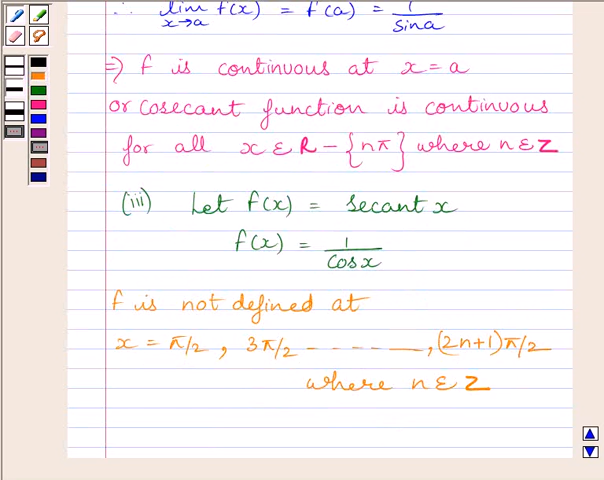 ∴ lim x→a f(x) = f(a) = 1/sin a
⇒ f is continuous at x = a
or cosecant function is continuous
for all x ε R - {nπ} where n ε Z
(iii) Let f(x) = secant x
f(x) = 1/cos x
f is not defined at
x = π/2 , 3π/2 - - - - - — , (2n+1)π/2
where n ε Z